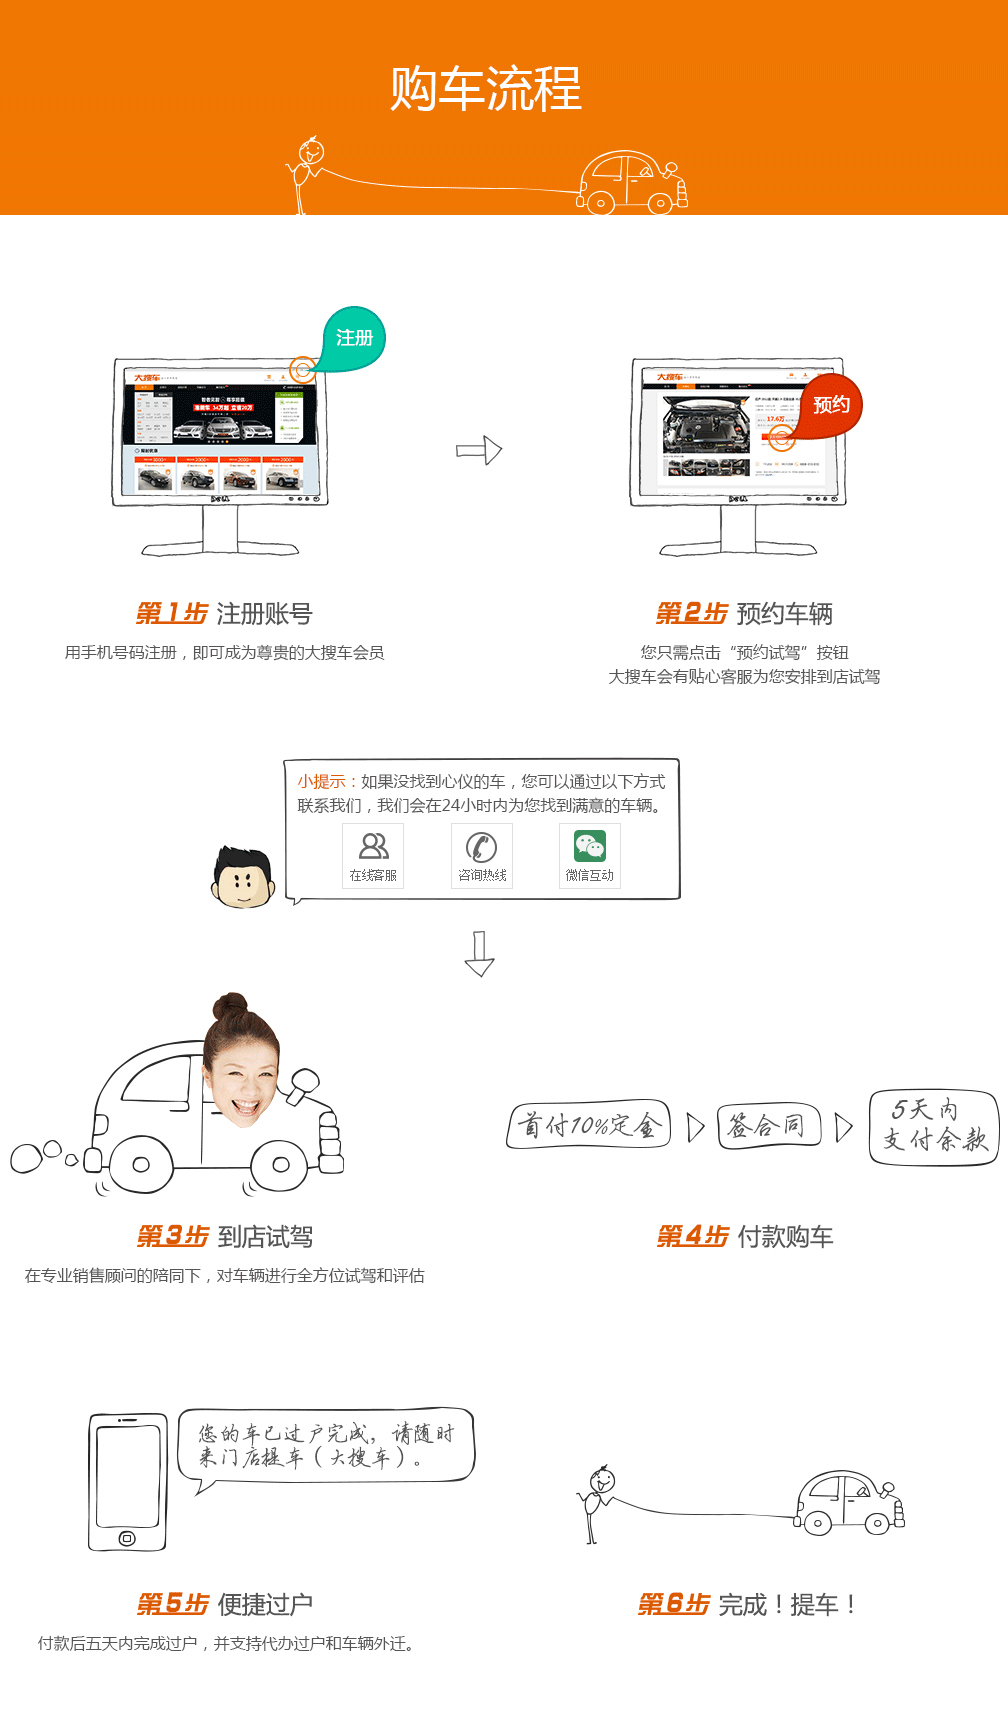 购车流程
注册
大搜车
DELL
第1步 注册账号
用手机号码注册，即可成为尊贵的大搜车会员
大搜车
预约
17.6万
DELL
第2步 预约车辆
您只需点击“预约试驾”按钮
大搜车会有贴心客服为您安排到店试驾
小提示：如果没找到心仪的车，您可以通过以下方式
联系我们，我们会在24小时内为您找到满意的车辆。
在线客服
咨询热线
微信互动
第3步 到店试驾
在专业销售顾问的陪同下，对车辆进行全方位试驾和评估
首付10%定金
签合同
5天内
支付余款
第4步 付款购车
您的车已过户完成，请随时
来门店提车（大搜车）。
第5步 便捷过户
付款后五天内完成过户，并支持代办过户和车辆外迁。
第6步 完成！提车！